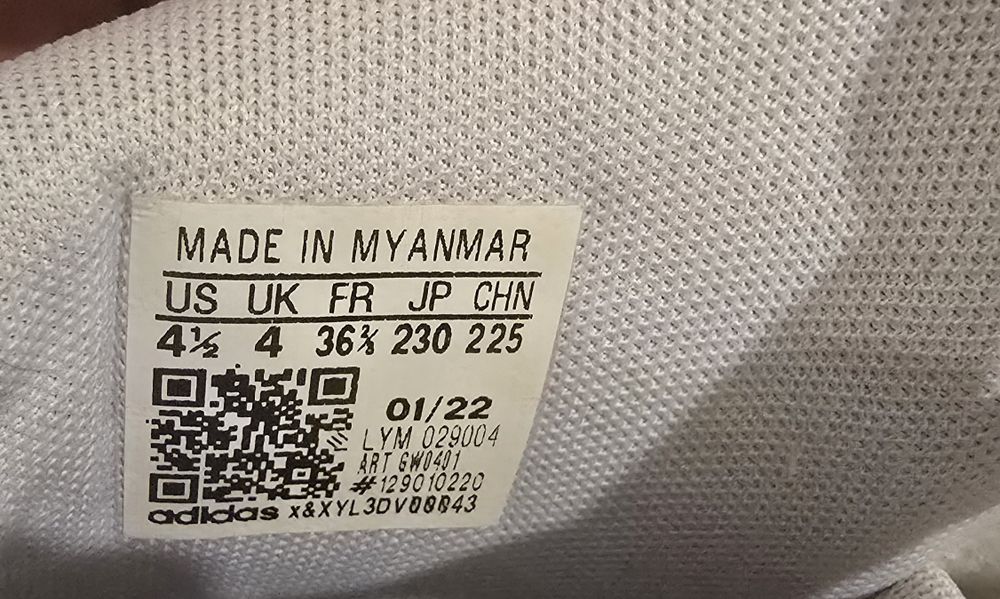 MADE IN MYANMAR
US UK FR JP CHN
4½ 4 36⅔ 230 225
01/22
LYM 029004
ART GW0401
#129010220
adidas X&XYL3DV00043